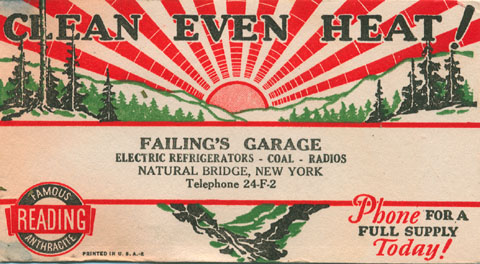 CLEAN EVEN HEAT!
FAILING'S GARAGE
ELECTRIC REFRIGERATORS - COAL - RADIOS
NATURAL BRIDGE, NEW YORK
Telephone 24-F-2
FAMOUS
READING
ANTHRACITE
PRINTED IN U.S.A.-E
Phone FOR A
FULL SUPPLY
Today!